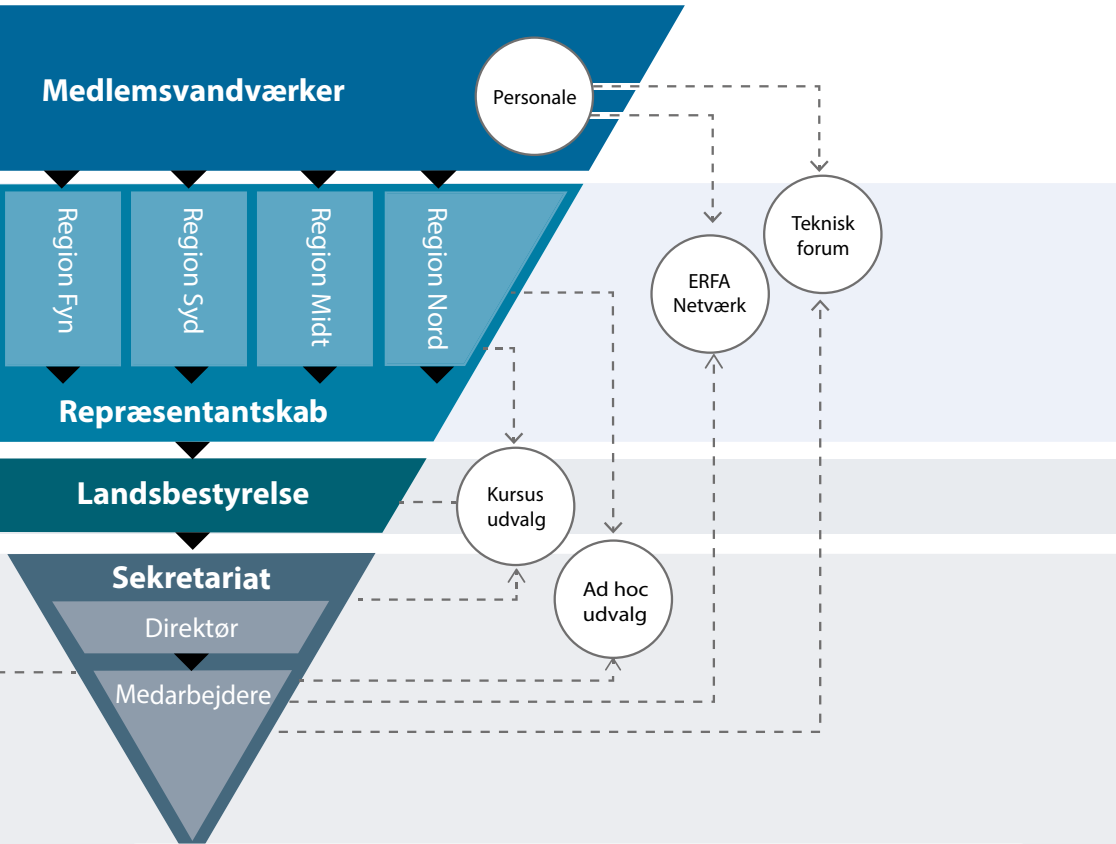 Medlemsvandværker
Personale
Region Fyn
Region Syd
Region Midt
Region Nord
Teknisk
forum
ERFA
Netværk
Repræsentantskab
Landsbestyrelse
Kursus
udvalg
Sekretariat
Direktør
Ad hoc
udvalg
Medarbejdere